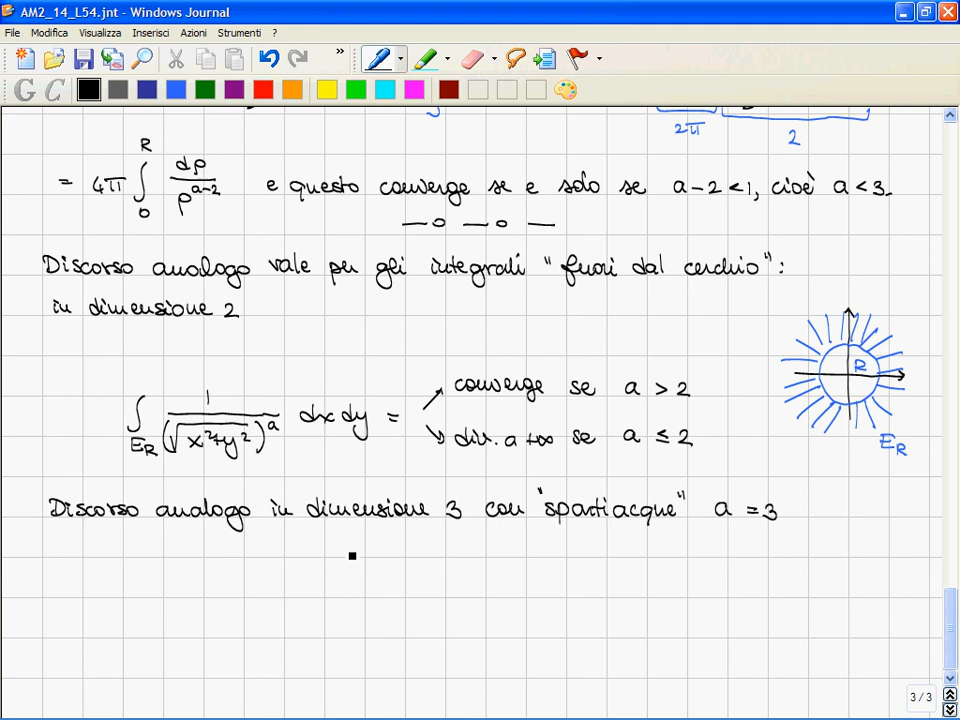 AM2_14_L54.jnt - Windows Journal
File Modifica Visualizza Inserisci Azioni Strumenti ?
2π
2
= 4π ∫₀ᴿ dρ/ρ^(a-2) e questo converge se e solo se a-2<1, cioè a<3.
Discorso analogo vale per gli integrali "fuori dal cerchio":
in dimensione 2
R
E_R
∫_{E_R} 1/(√(x²+y²))^a dx dy =
converge se a > 2
div. a +∞ se a ≤ 2
Discorso analogo in dimensione 3 con "spartiacque" a = 3
3 / 3